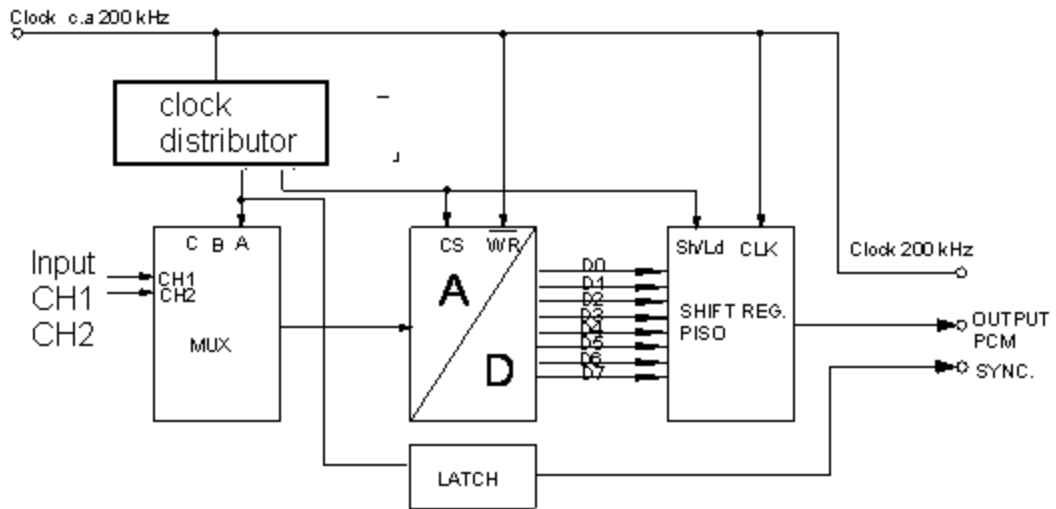 Clock c.a 200 kHz
clock
distributor
C B A
CS WR
Sh/Ld CLK
Clock 200 kHz
Input
CH1
CH2
CH1
CH2
MUX
A
D
D0
D1
D2
D3
D4
D5
D6
D7
SHIFT REG.
PISO
OUTPUT
PCM
SYNC.
LATCH